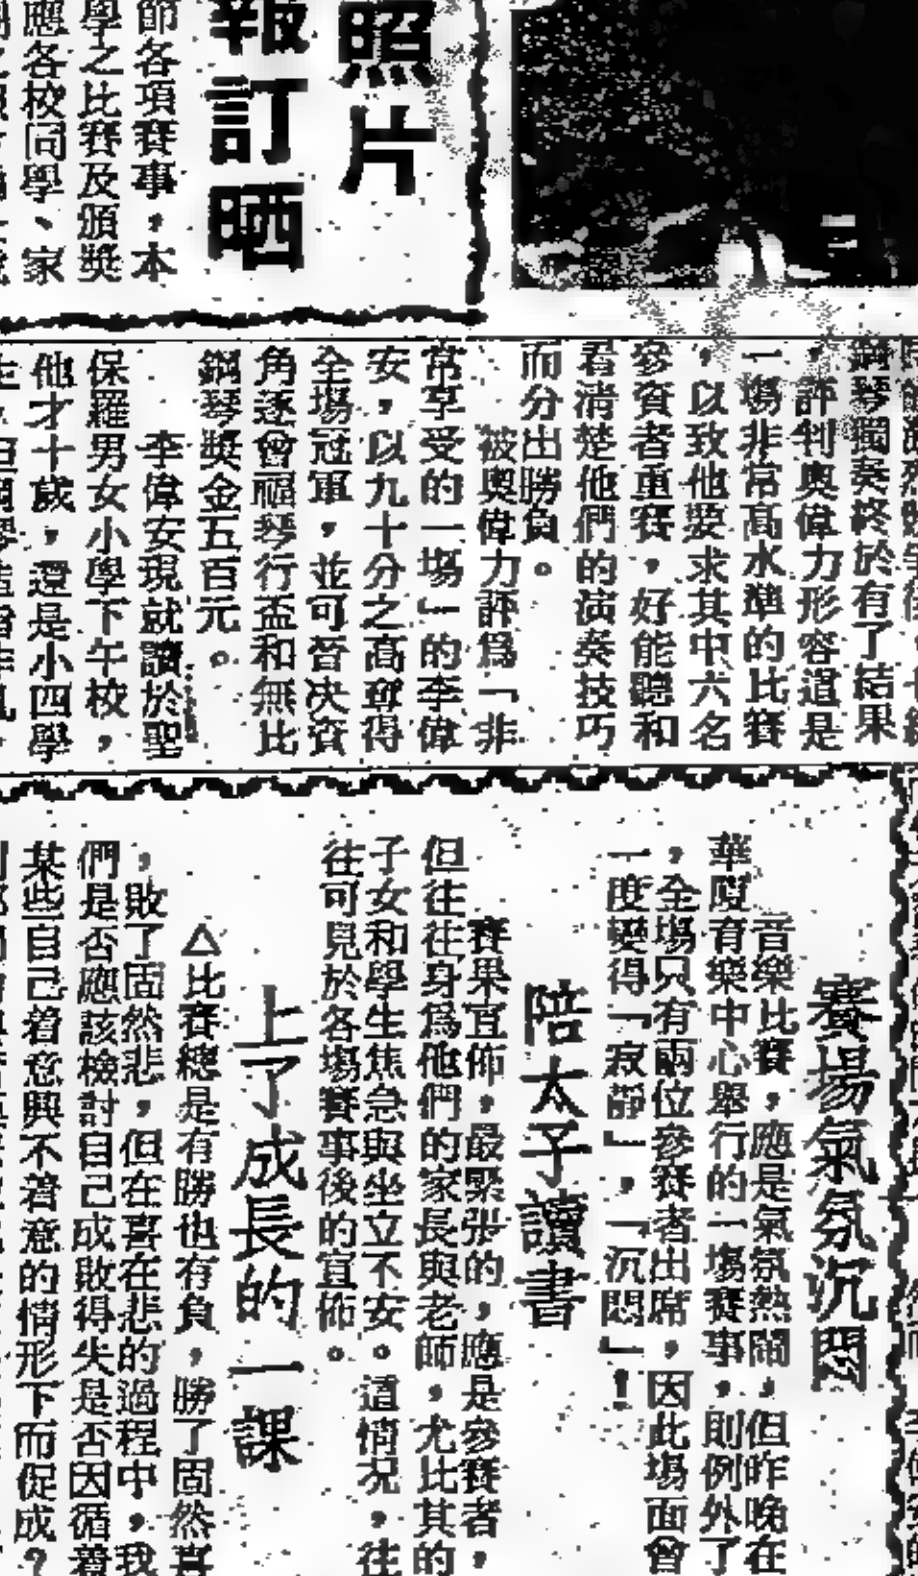 照片
報訂晒
節各項賽事，本
學之比賽及頒獎
應各校同學、家
鋼琴獨奏終於有了結果
，評判奧偉力形容這是
一場非常高水準的比賽
，以致他要求其中六名
參賽者重賽，好能聽和
看清楚他們的演奏技巧
而分出勝負。
被奧偉力評爲「非
常享受的一場」的李偉
安，以九十分之高奪得
全場冠軍，並可晉决賽
角逐曾福琴行盃和無比
鋼琴獎金五百元。
李偉安現就讀於聖
保羅男女小學下午校，
他才十歲，還是小四學
賽場氣氛沉悶
音樂比賽，應是氣氛熱鬧，但昨晚在
華廈育樂中心舉行的一場賽事，則例外了
，全場只有兩位參賽者出席，因此場面曾
一度變得「寂靜」，「沉悶」！
陪太子讀書
賽果宣佈，最緊張的，應是參賽者，
但往往身爲他們的家長與老師，尤比其的
子女和學生焦急與坐立不安。這情况，往
往可見於各場賽事後的宣佈。
上了成長的一課
△比賽總是有勝也有負，勝了固然喜
，敗了固然悲，但在喜在悲的過程中，我
們是否應該檢討自己成敗得失是否因循着
某些自己着意與不着意的情形下而促成？